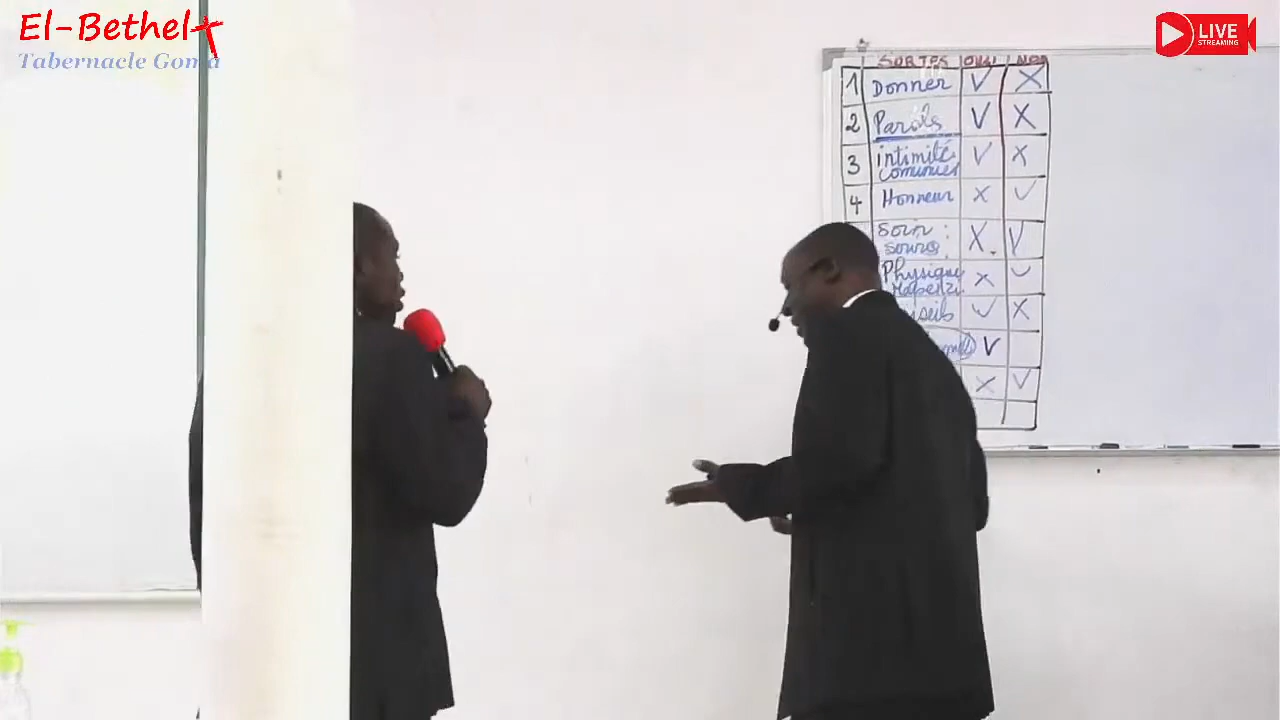 El-Bethel
Tabernacle Goma
LIVE
STREAMING
SORTES OUI NON
1 Donner V X
2 Parole V X
3 intimité V X
comunier
4 Honneur X V
Soin : X V
Physique X V
V X
V
X V